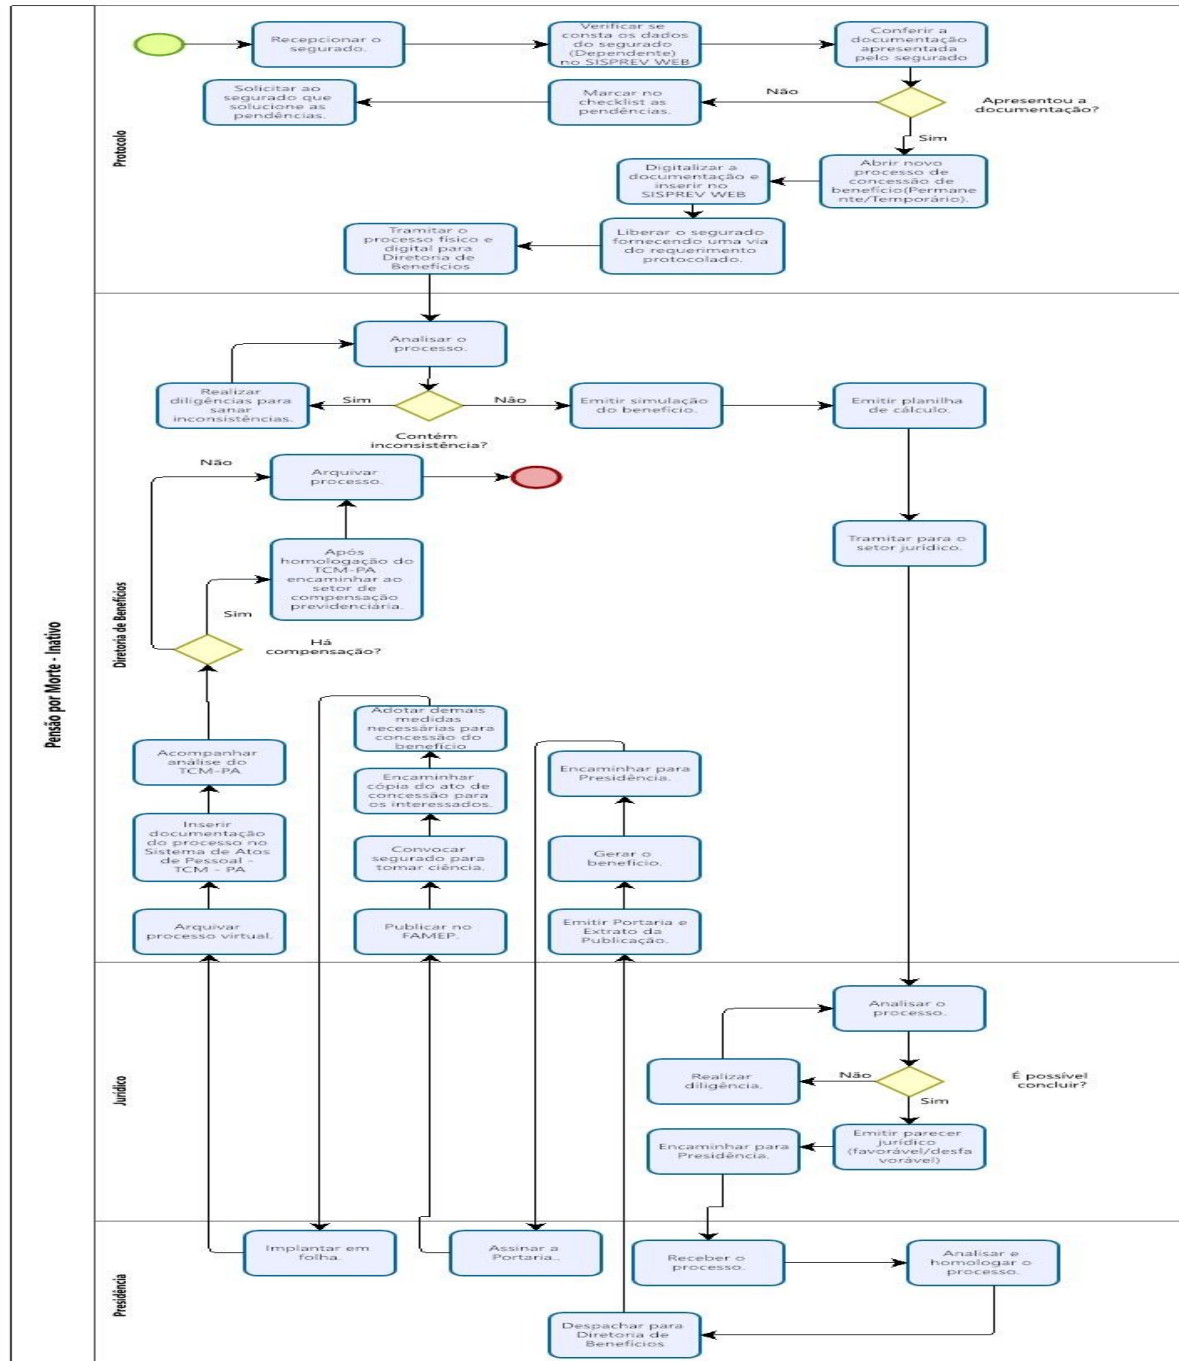 Pensão por Morte - Inativo
Protocolo
Recepcionar o
segurado.
Verificar se
consta os dados
do segurado
(Dependente)
no SISPREV WEB
Conferir a
documentação
apresentada
pelo segurado
Solicitar ao
segurado que
solucione as
pendências.
Marcar no
checklist as
pendências.
Não
Apresentou a
documentação?
Sim
Digitalizar a
documentação e
inserir no
SISPREV WEB
Abrir novo
processo de
concessão de
benefício(Permane
nte/Temporário).
Tramitar o
processo físico e
digital para
Diretoria de
Benefícios
Liberar o segurado
fornecendo uma via
do requerimento
protocolado.
Diretoria de Benefícios
Analisar o
processo.
Realizar
diligências para
sanar
inconsistências.
Sim
Não
Contém
inconsistência?
Emitir simulação
do benefício.
Emitir planilha
de cálculo.
Não
Arquivar
processo.
Após
homologação do
TCM-PA
encaminhar ao
setor de
compensação
previdenciária.
Tramitar para o
setor jurídico.
Sim
Há
compensação?
Acompanhar
análise do
TCM-PA
Adotar demais
medidas
necessárias para
concessão do
benefício
Encaminhar para
Presidência.
Encaminhar
cópia do ato de
concessão para
os interessados.
Inserir
documentação
do processo no
Sistema de Atos
de Pessoal -
TCM - PA
Convocar
segurado para
tomar ciência.
Gerar o
benefício.
Arquivar
processo virtual.
Publicar no
FAMEP.
Emitir Portaria e
Extrato da
Publicação.
Jurídico
Analisar o
processo.
Realizar
diligência.
Não
É possível
concluir?
Sim
Encaminhar para
Presidência.
Emitir parecer
jurídico
(favorável/desfa
vorável)
Presidência
Implantar em
folha.
Assinar a
Portaria..
Receber o
processo.
Analisar e
homologar o
processo.
Despachar para
Diretoria de
Benefícios